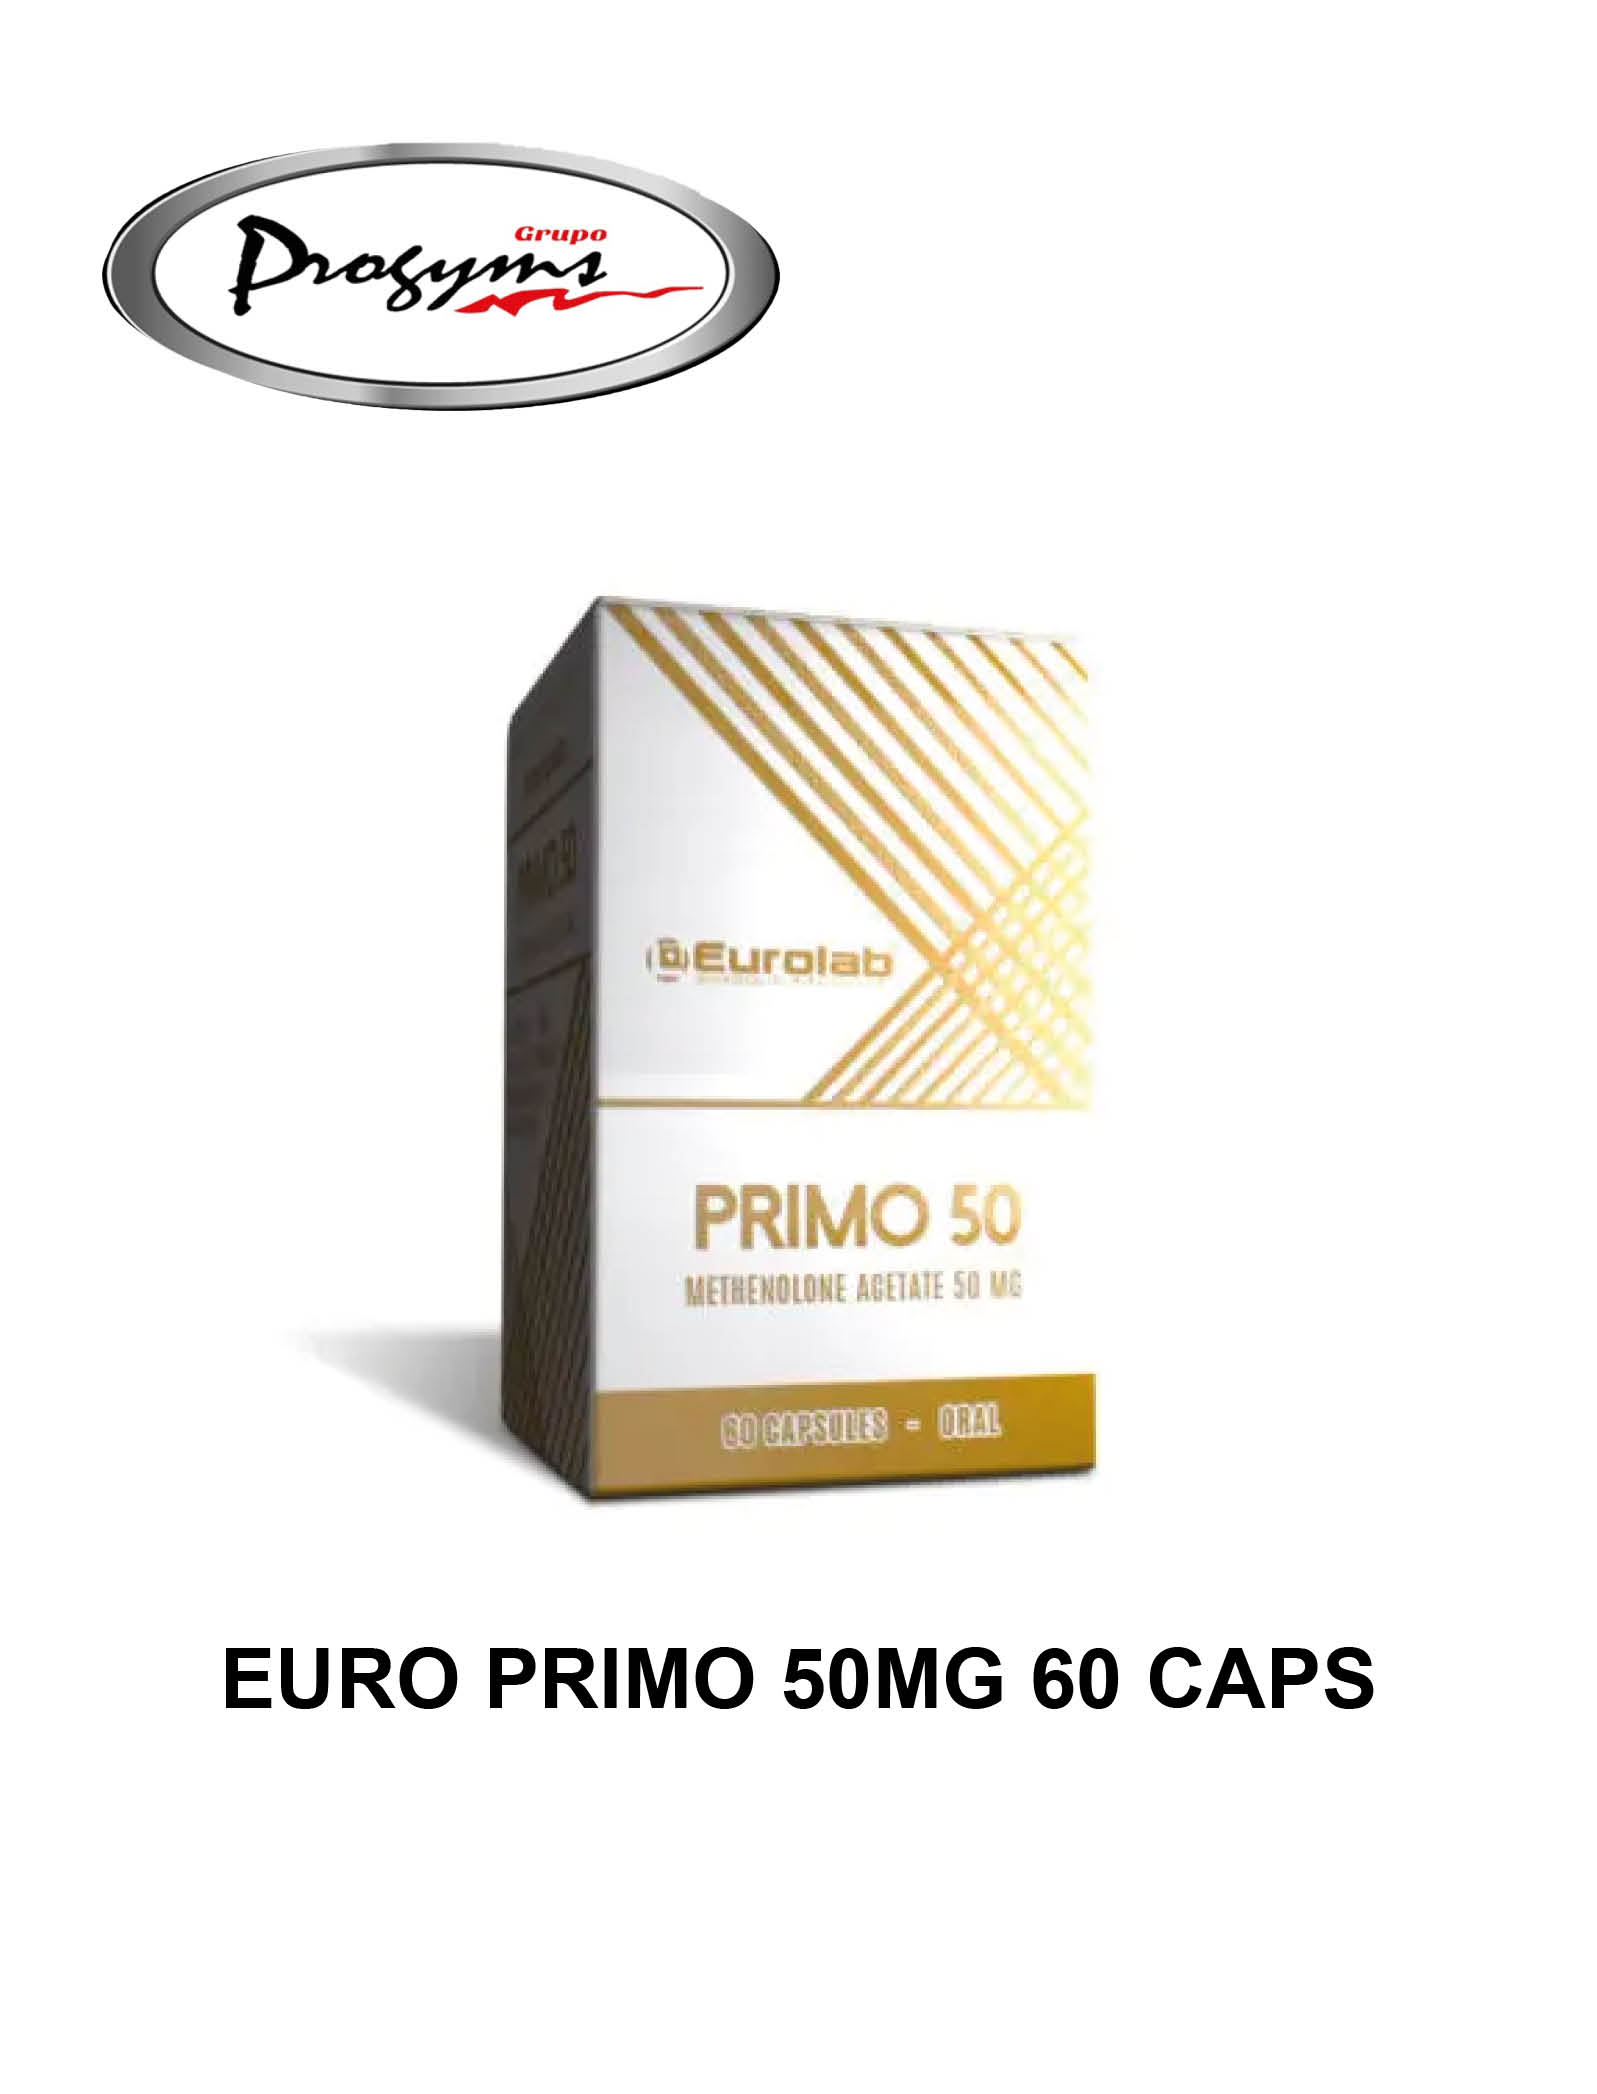 Grupo
Progyms
Eurolab
PRIMO 50
METHENOLONE ACETATE 50 MG
60 CAPSULES - ORAL
EURO PRIMO 50MG 60 CAPS